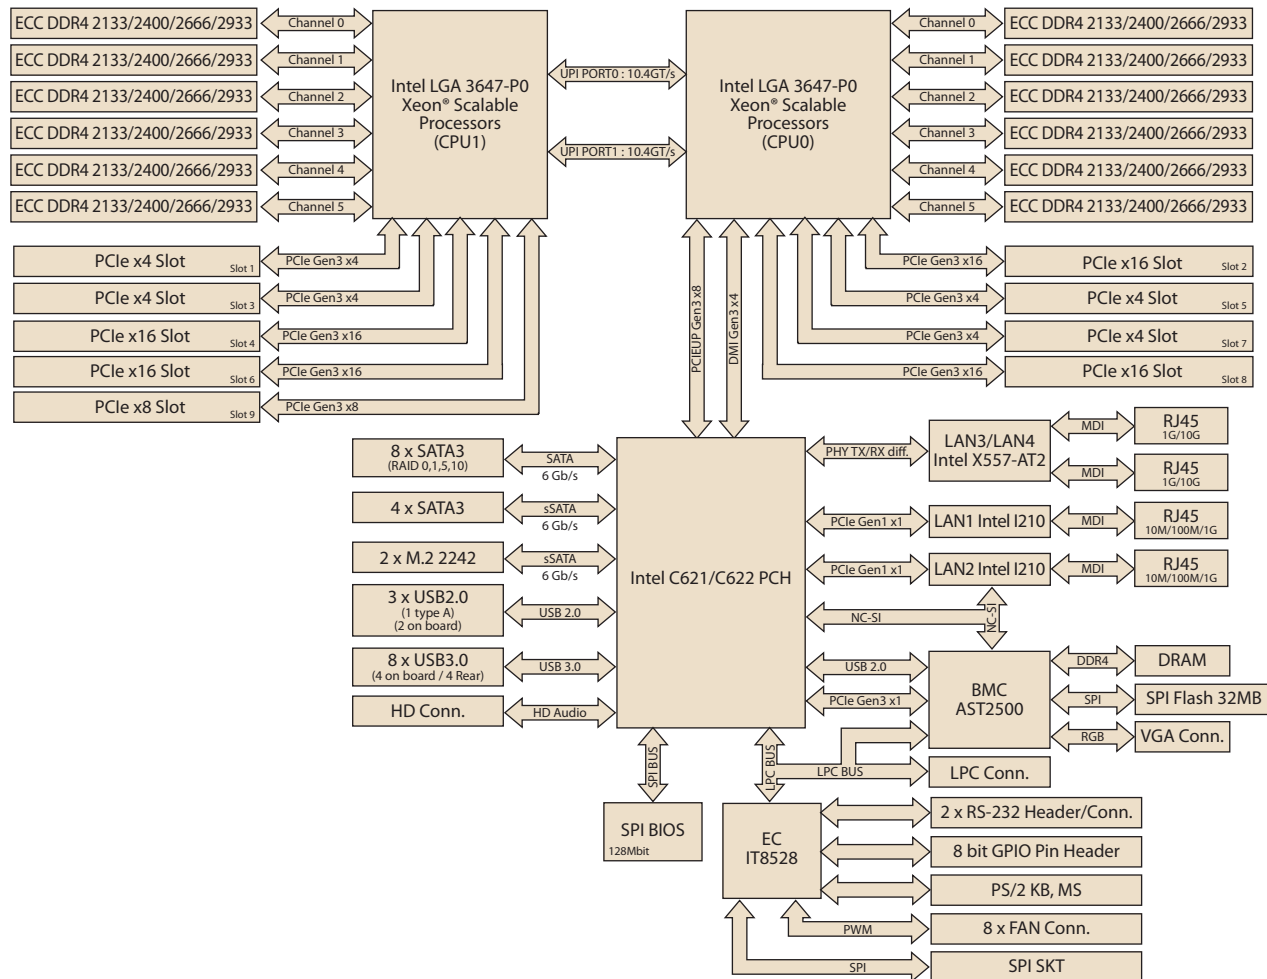 ECC DDR4 2133/2400/2666/2933
Channel 0
ECC DDR4 2133/2400/2666/2933
Channel 1
ECC DDR4 2133/2400/2666/2933
Channel 2
ECC DDR4 2133/2400/2666/2933
Channel 3
ECC DDR4 2133/2400/2666/2933
Channel 4
ECC DDR4 2133/2400/2666/2933
Channel 5
Intel LGA 3647-P0
Xeon® Scalable
Processors
(CPU1)
UPI PORT0 : 10.4GT/s
UPI PORT1 : 10.4GT/s
Intel LGA 3647-P0
Xeon® Scalable
Processors
(CPU0)
Channel 0
ECC DDR4 2133/2400/2666/2933
Channel 1
ECC DDR4 2133/2400/2666/2933
Channel 2
ECC DDR4 2133/2400/2666/2933
Channel 3
ECC DDR4 2133/2400/2666/2933
Channel 4
ECC DDR4 2133/2400/2666/2933
Channel 5
ECC DDR4 2133/2400/2666/2933
PCIe x4 Slot
Slot 1
PCIe Gen3 x4
PCIe x4 Slot
Slot 3
PCIe Gen3 x4
PCIe x16 Slot
Slot 4
PCIe Gen3 x16
PCIe x16 Slot
Slot 6
PCIe Gen3 x16
PCIe x8 Slot
Slot 9
PCIe Gen3 x8
PCIEUP Gen3 x8
DMI Gen3 x4
PCIe Gen3 x16
PCIe x16 Slot
Slot 2
PCIe Gen3 x4
PCIe x4 Slot
Slot 5
PCIe Gen3 x4
PCIe x4 Slot
Slot 7
PCIe Gen3 x16
PCIe x16 Slot
Slot 8
8 x SATA3
(RAID 0,1,5,10)
SATA
6 Gb/s
4 x SATA3
sSATA
6 Gb/s
2 x M.2 2242
sSATA
6 Gb/s
3 x USB2.0
(1 type A)
(2 on board)
USB 2.0
8 x USB3.0
(4 on board / 4 Rear)
USB 3.0
HD Conn.
HD Audio
Intel C621/C622 PCH
PHY TX/RX diff.
LAN3/LAN4
Intel X557-AT2
MDI
RJ45
1G/10G
MDI
RJ45
1G/10G
PCIe Gen1 x1
LAN1 Intel I210
MDI
RJ45
10M/100M/1G
PCIe Gen1 x1
LAN2 Intel I210
MDI
RJ45
10M/100M/1G
NC-SI
NC-SI
USB 2.0
PCIe Gen3 x1
BMC
AST2500
DDR4
DRAM
SPI
SPI Flash 32MB
RGB
VGA Conn.
SPI BUS
LPC BUS
LPC BUS
LPC Conn.
SPI BIOS
128Mbit
EC
IT8528
2 x RS-232 Header/Conn.
8 bit GPIO Pin Header
PS/2 KB, MS
PWM
8 x FAN Conn.
SPI
SPI SKT